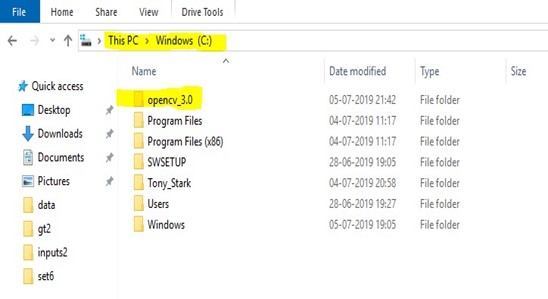 File Home Share View Drive Tools
This PC > Windows (C:) >
Name Date modified Type Size
Quick access
Desktop
Downloads
Documents
Pictures
data
gt2
inputs2
set6
opencv_3.0 05-07-2019 21:42 File folder
Program Files 04-07-2019 11:17 File folder
Program Files (x86) 04-07-2019 11:17 File folder
SWSETUP 28-06-2019 19:05 File folder
Tony_Stark 04-07-2019 20:58 File folder
Users 28-06-2019 19:27 File folder
Windows 05-07-2019 19:05 File folder